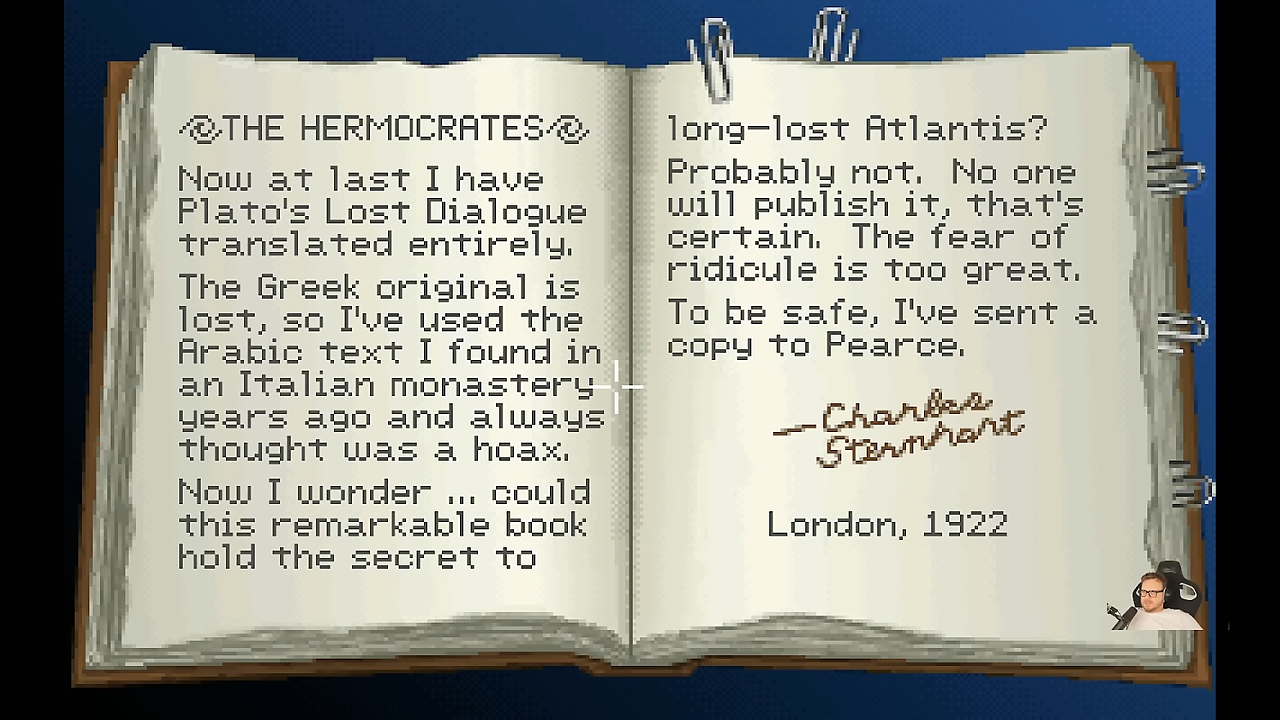 THE HERMOCRATES
Now at last I have
Plato's Lost Dialogue
translated entirely.
The Greek original is
lost, so I've used the
Arabic text I found in
an Italian monastery
years ago and always
thought was a hoax.
Now I wonder ... could
this remarkable book
hold the secret to
long-lost Atlantis?
Probably not.  No one
will publish it, that's
certain.  The fear of
ridicule is too great.
To be safe, I've sent a
copy to Pearce.
—Charles
Sternhart
London, 1922